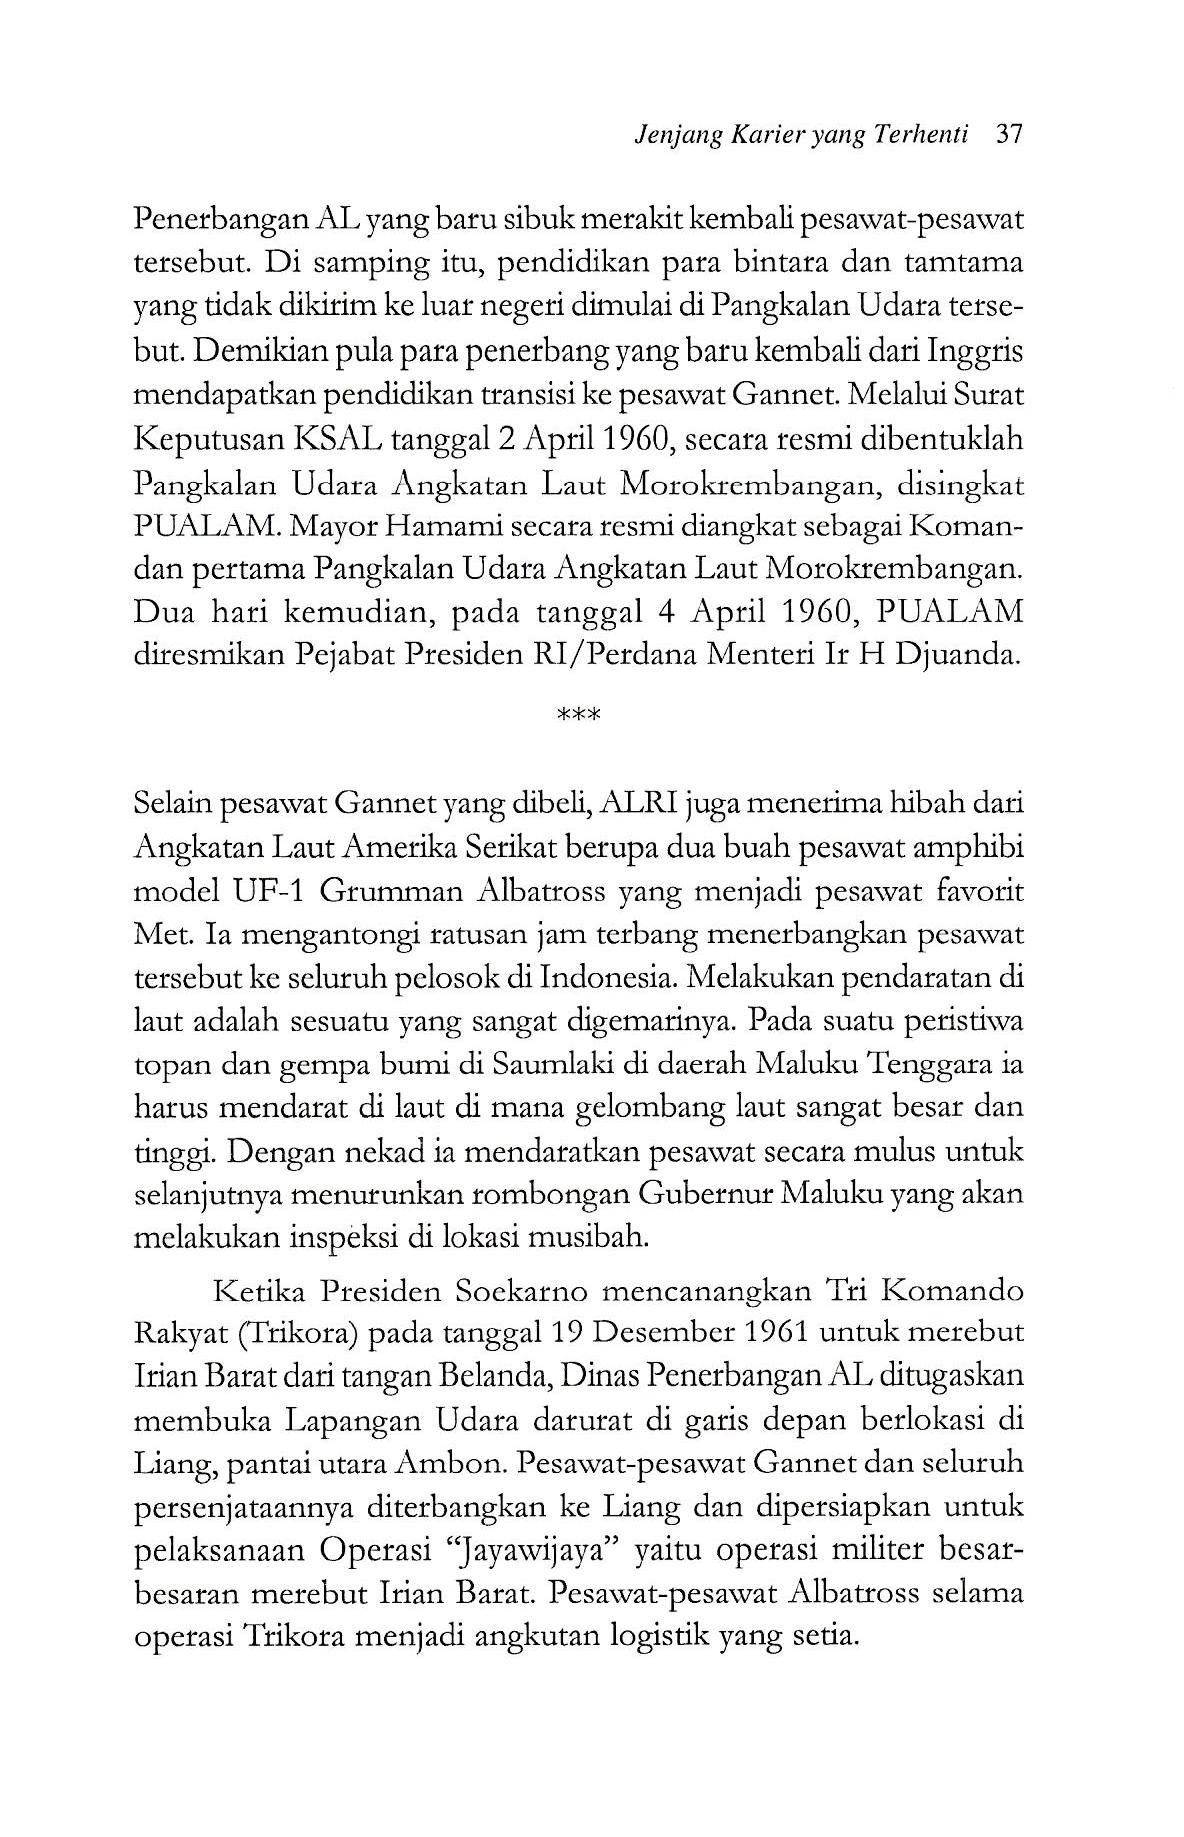 Jenjang Karier yang Terhenti 37
Penerbangan AL yang baru sibuk merakit kembali pesawat-pesawat
tersebut. Di samping itu, pendidikan para bintara dan tamtama
yang tidak dikirim ke luar negeri dimulai di Pangkalan Udara terse-
but. Demikian pula para penerbang yang baru kembali dari Inggris
mendapatkan pendidikan transisi ke pesawat Gannet. Melalui Surat
Keputusan KSAL tanggal 2 April 1960, secara resmi dibentuklah
Pangkalan Udara Angkatan Laut Morokrembangan, disingkat
PUALAM. Mayor Hamami secara resmi diangkat sebagai Koman-
dan pertama Pangkalan Udara Angkatan Laut Morokrembangan.
Dua hari kemudian, pada tanggal 4 April 1960, PUALAM
diresmikan Pejabat Presiden RI/Perdana Menteri Ir H Djuanda.
***
Selain pesawat Gannet yang dibeli, ALRI juga menerima hibah dari
Angkatan Laut Amerika Serikat berupa dua buah pesawat amphibi
model UF-1 Grumman Albatross yang menjadi pesawat favorit
Met. Ia mengantongi ratusan jam terbang menerbangkan pesawat
tersebut ke seluruh pelosok di Indonesia. Melakukan pendaratan di
laut adalah sesuatu yang sangat digemarinya. Pada suatu peristiwa
topan dan gempa bumi di Saumlaki di daerah Maluku Tenggara ia
harus mendarat di laut di mana gelombang laut sangat besar dan
tinggi. Dengan nekad ia mendaratkan pesawat secara mulus untuk
selanjutnya menurunkan rombongan Gubernur Maluku yang akan
melakukan inspeksi di lokasi musibah.
Ketika Presiden Soekarno mencanangkan Tri Komando
Rakyat (Trikora) pada tanggal 19 Desember 1961 untuk merebut
Irian Barat dari tangan Belanda, Dinas Penerbangan AL ditugaskan
membuka Lapangan Udara darurat di garis depan berlokasi di
Liang, pantai utara Ambon. Pesawat-pesawat Gannet dan seluruh
persenjataannya diterbangkan ke Liang dan dipersiapkan untuk
pelaksanaan Operasi “Jayawijaya” yaitu operasi militer besar-
besaran merebut Irian Barat. Pesawat-pesawat Albatross selama
operasi Trikora menjadi angkutan logistik yang setia.